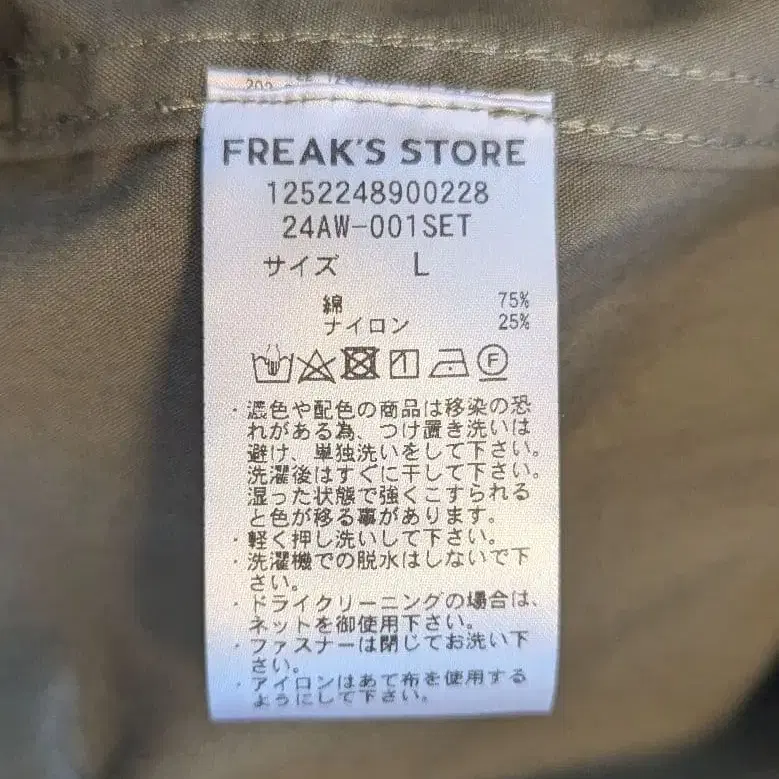 FREAK'S STORE
1252248900228
24AW-001SET
サイズ L
綿 75%
ナイロン 25%
F
・濃色や配色の商品は移染の恐
れがある為、つけ置き洗いは
避け、単独洗いをして下さい。
洗濯後はすぐに干して下さい。
湿った状態で強くこすられる
と色が移る事があります。
・軽く押し洗いして下さい。
・洗濯機での脱水はしないで下
さい。
・ドライクリーニングの場合は、
ネットを御使用下さい。
・ファスナーは閉じてお洗い下
さい。
・アイロンはあて布を使用する
ようにして下さい。